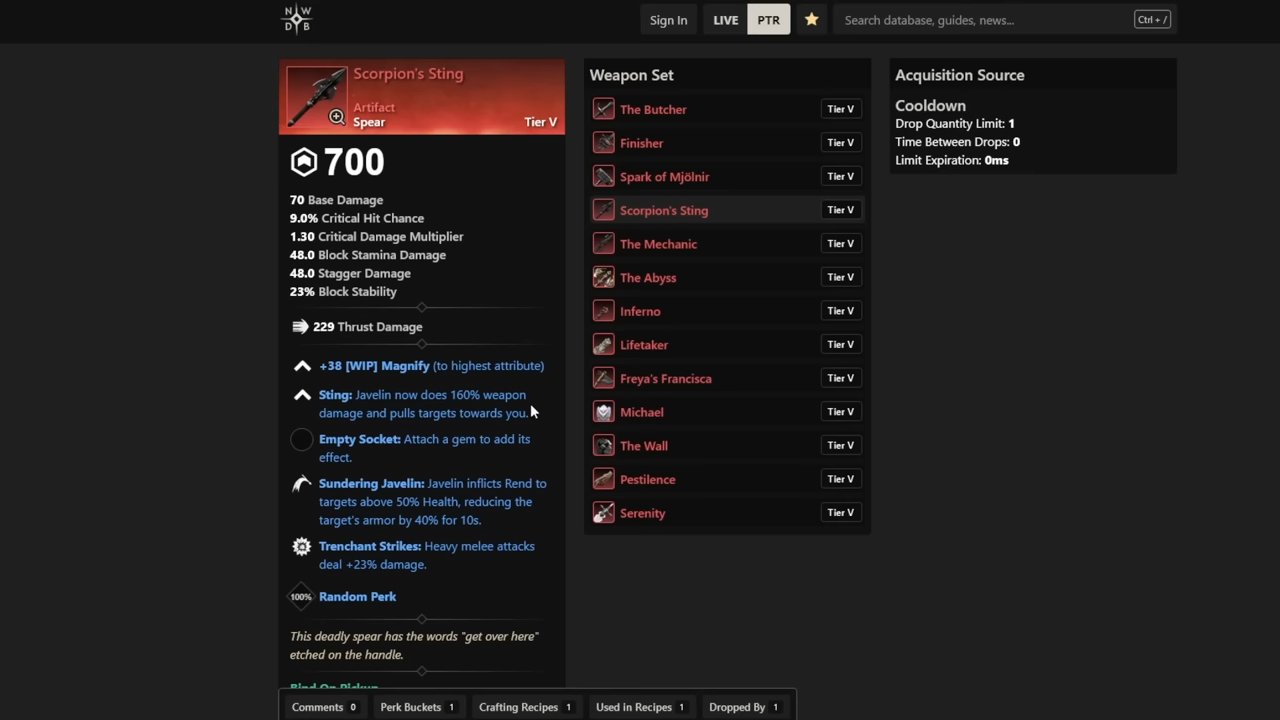 NW
DB
Sign In
LIVE
PTR
Search database, guides, news...
Ctrl + /
Scorpion's Sting
Artifact
Spear
Tier V
700
70 Base Damage
9.0% Critical Hit Chance
1.30 Critical Damage Multiplier
48.0 Block Stamina Damage
48.0 Stagger Damage
23% Block Stability
229 Thrust Damage
+38 [WIP] Magnify (to highest attribute)
Sting: Javelin now does 160% weapon
damage and pulls targets towards you.
Empty Socket: Attach a gem to add its
effect.
Sundering Javelin: Javelin inflicts Rend to
targets above 50% Health, reducing the
target's armor by 40% for 10s.
Trenchant Strikes: Heavy melee attacks
deal +23% damage.
100% Random Perk
This deadly spear has the words "get over here"
etched on the handle.
Bind On Pickup
Weapon Set
The Butcher Tier V
Finisher Tier V
Spark of Mjölnir Tier V
Scorpion's Sting Tier V
The Mechanic Tier V
The Abyss Tier V
Inferno Tier V
Lifetaker Tier V
Freya's Francisca Tier V
Michael Tier V
The Wall Tier V
Pestilence Tier V
Serenity Tier V
Acquisition Source
Cooldown
Drop Quantity Limit: 1
Time Between Drops: 0
Limit Expiration: 0ms
Comments 0
Perk Buckets 1
Crafting Recipes 1
Used in Recipes 1
Dropped By 1